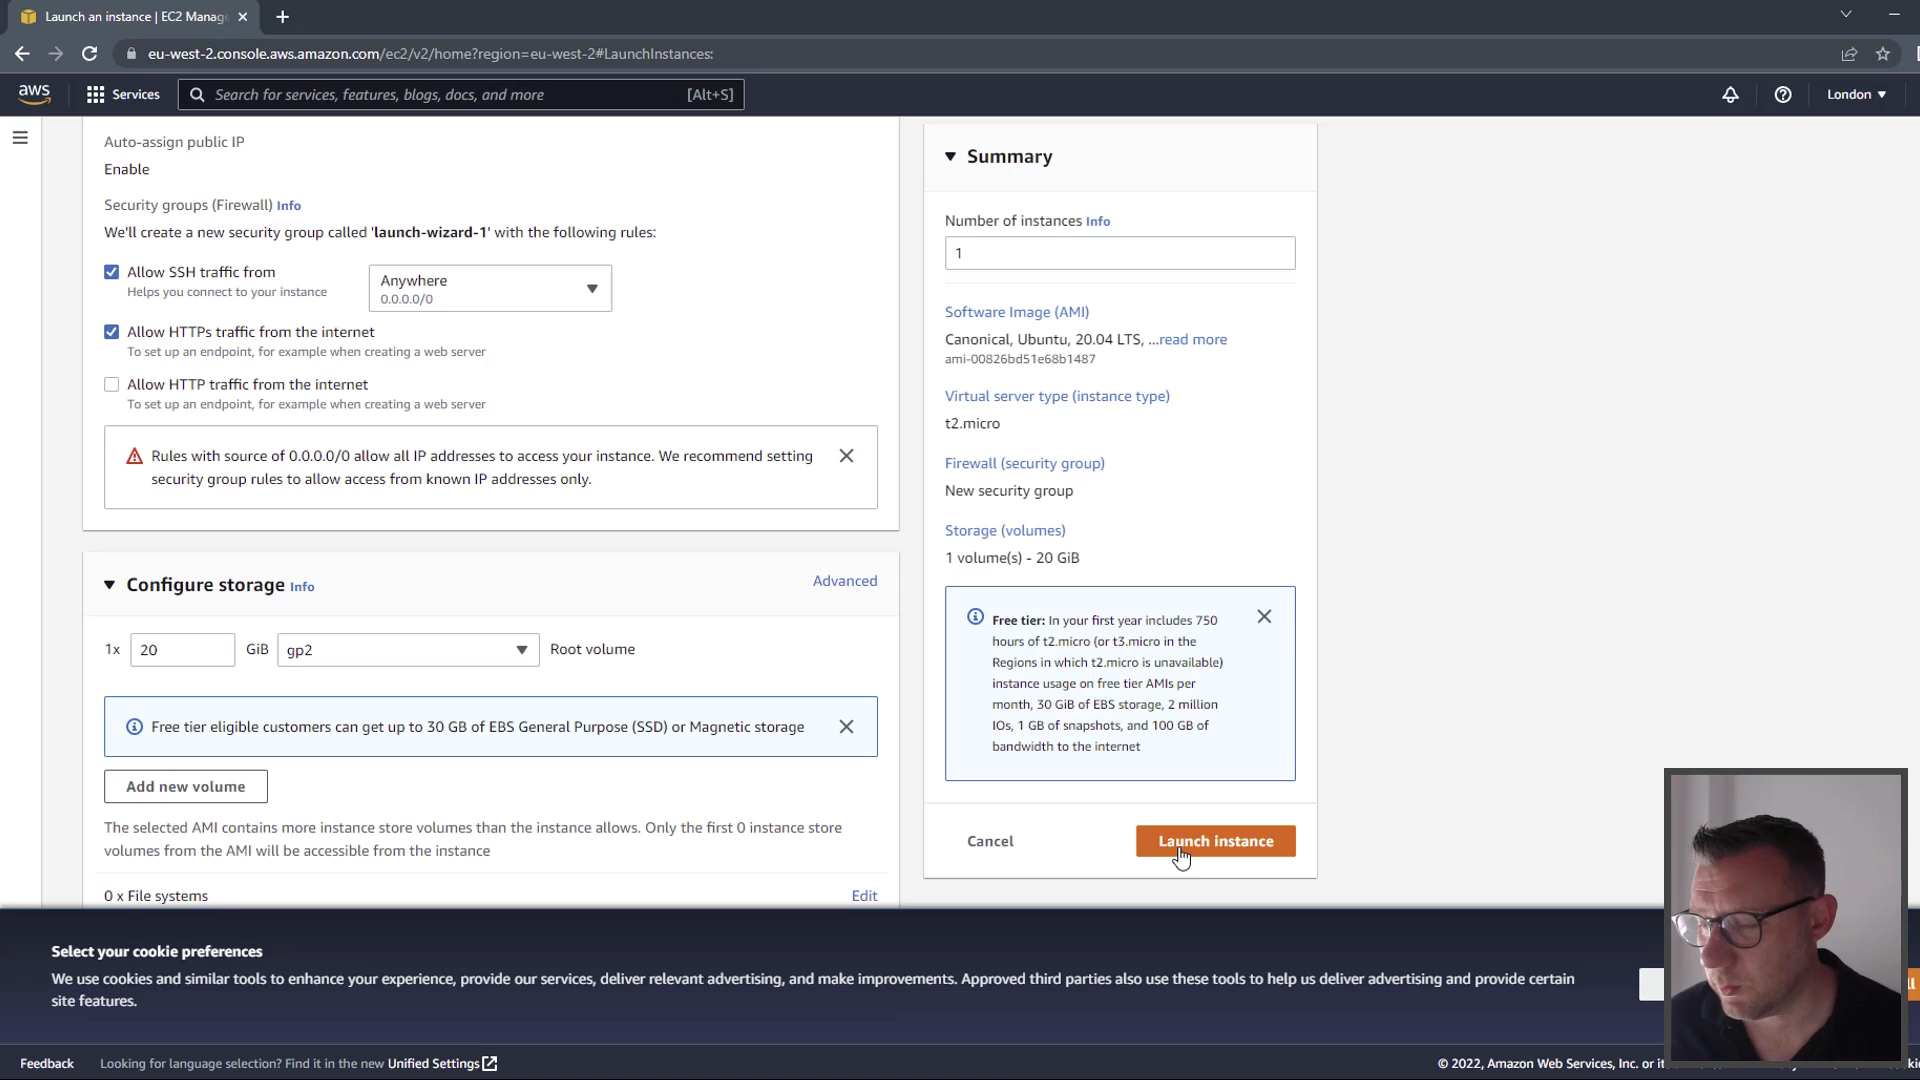 Launch an instance | EC2 Manag
eu-west-2.console.aws.amazon.com/ec2/v2/home?region=eu-west-2#LaunchInstances:
aws
Services
Search for services, features, blogs, docs, and more
[Alt+S]
London
Auto-assign public IP
Enable
Security groups (Firewall) Info
We'll create a new security group called 'launch-wizard-1' with the following rules:
Allow SSH traffic from
Helps you connect to your instance
Anywhere
0.0.0.0/0
Allow HTTPs traffic from the internet
To set up an endpoint, for example when creating a web server
Allow HTTP traffic from the internet
To set up an endpoint, for example when creating a web server
Rules with source of 0.0.0.0/0 allow all IP addresses to access your instance. We recommend setting
security group rules to allow access from known IP addresses only.
Configure storage Info
Advanced
1x
20
GiB
gp2
Root volume
Free tier eligible customers can get up to 30 GB of EBS General Purpose (SSD) or Magnetic storage
Add new volume
The selected AMI contains more instance store volumes than the instance allows. Only the first 0 instance store
volumes from the AMI will be accessible from the instance
0 x File systems
Edit
Summary
Number of instances Info
1
Software Image (AMI)
Canonical, Ubuntu, 20.04 LTS, ...read more
ami-00826bd51e68b1487
Virtual server type (instance type)
t2.micro
Firewall (security group)
New security group
Storage (volumes)
1 volume(s) - 20 GiB
Free tier: In your first year includes 750
hours of t2.micro (or t3.micro in the
Regions in which t2.micro is unavailable)
instance usage on free tier AMIs per
month, 30 GiB of EBS storage, 2 million
IOs, 1 GB of snapshots, and 100 GB of
bandwidth to the internet
Cancel
Launch instance
Select your cookie preferences
We use cookies and similar tools to enhance your experience, provide our services, deliver relevant advertising, and make improvements. Approved third parties also use these tools to help us deliver advertising and provide certain
site features.
Feedback
Looking for language selection? Find it in the new Unified Settings
© 2022, Amazon Web Services, Inc. or it